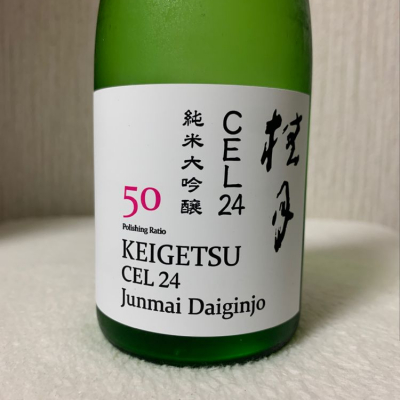 桂月
CEL24
純米大吟醸
50
Polishing Ratio
KEIGETSU
CEL 24
Junmai Daiginjo